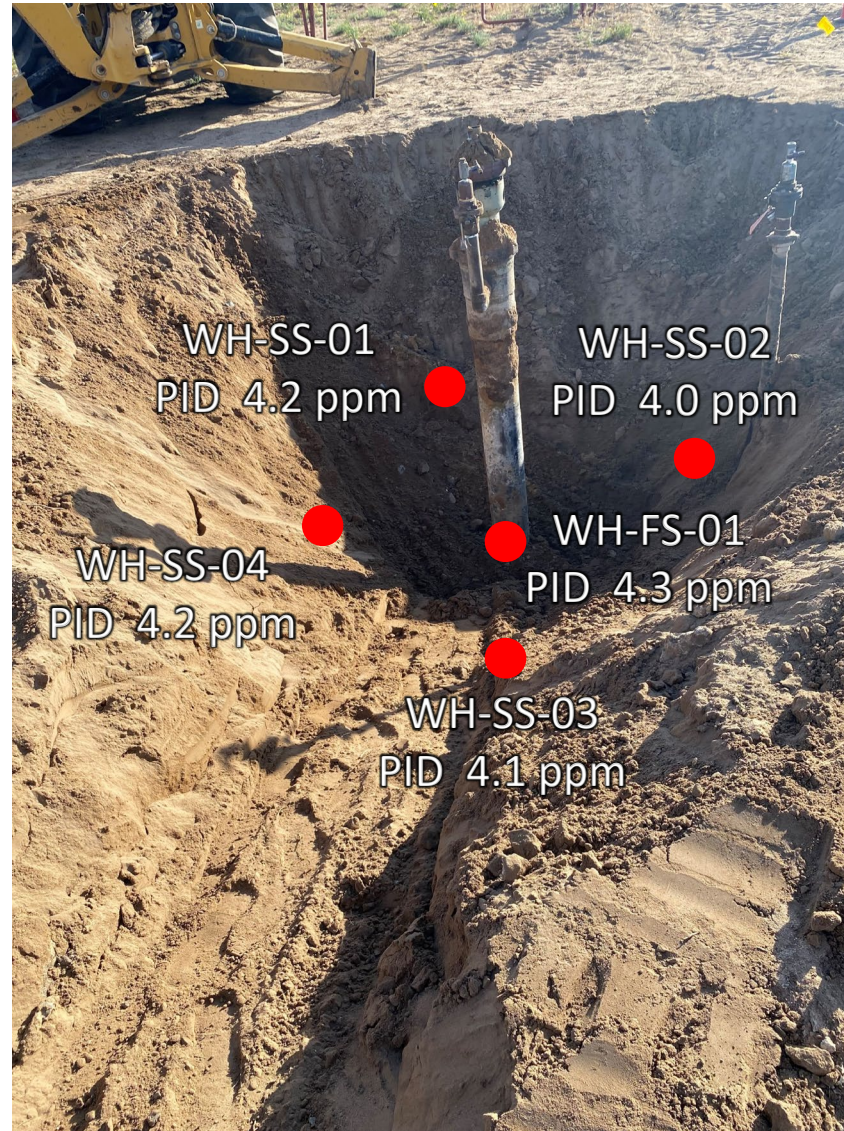 WH-SS-01
PID  4.2 ppm
WH-SS-02
PID  4.0 ppm
WH-FS-01
PID  4.3 ppm
WH-SS-04
PID  4.2 ppm
WH-SS-03
PID  4.1 ppm